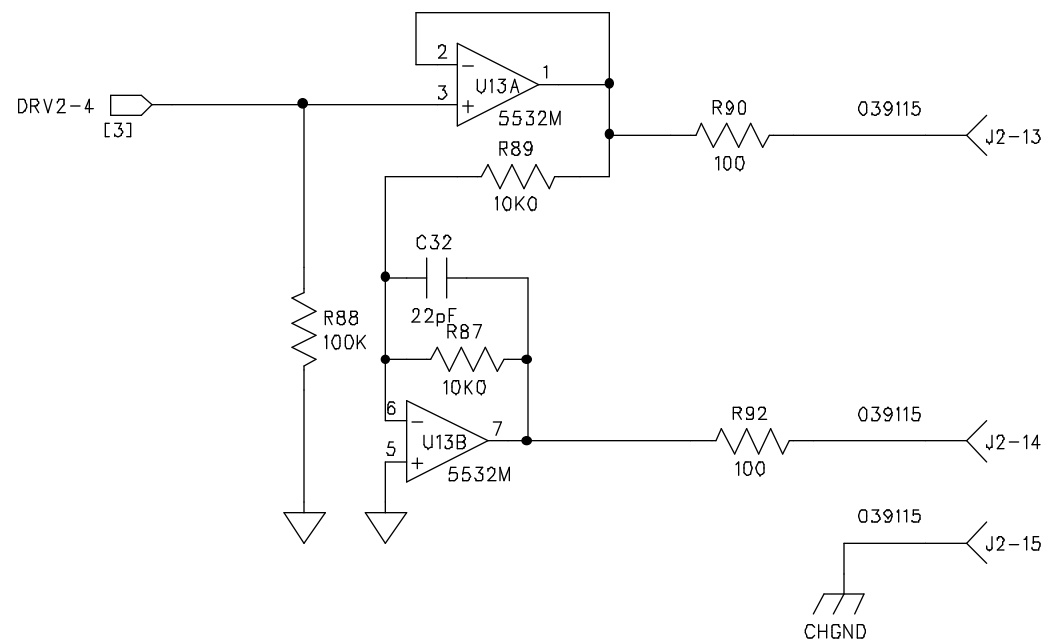 2
1
U13A
3
5532M
DRV2-4
[3]
R90
100
039115
J2-13
R89
10K0
C32
22pF
R88
100K
R87
10K0
6
7
U13B
5
5532M
R92
100
039115
J2-14
039115
J2-15
CHGND